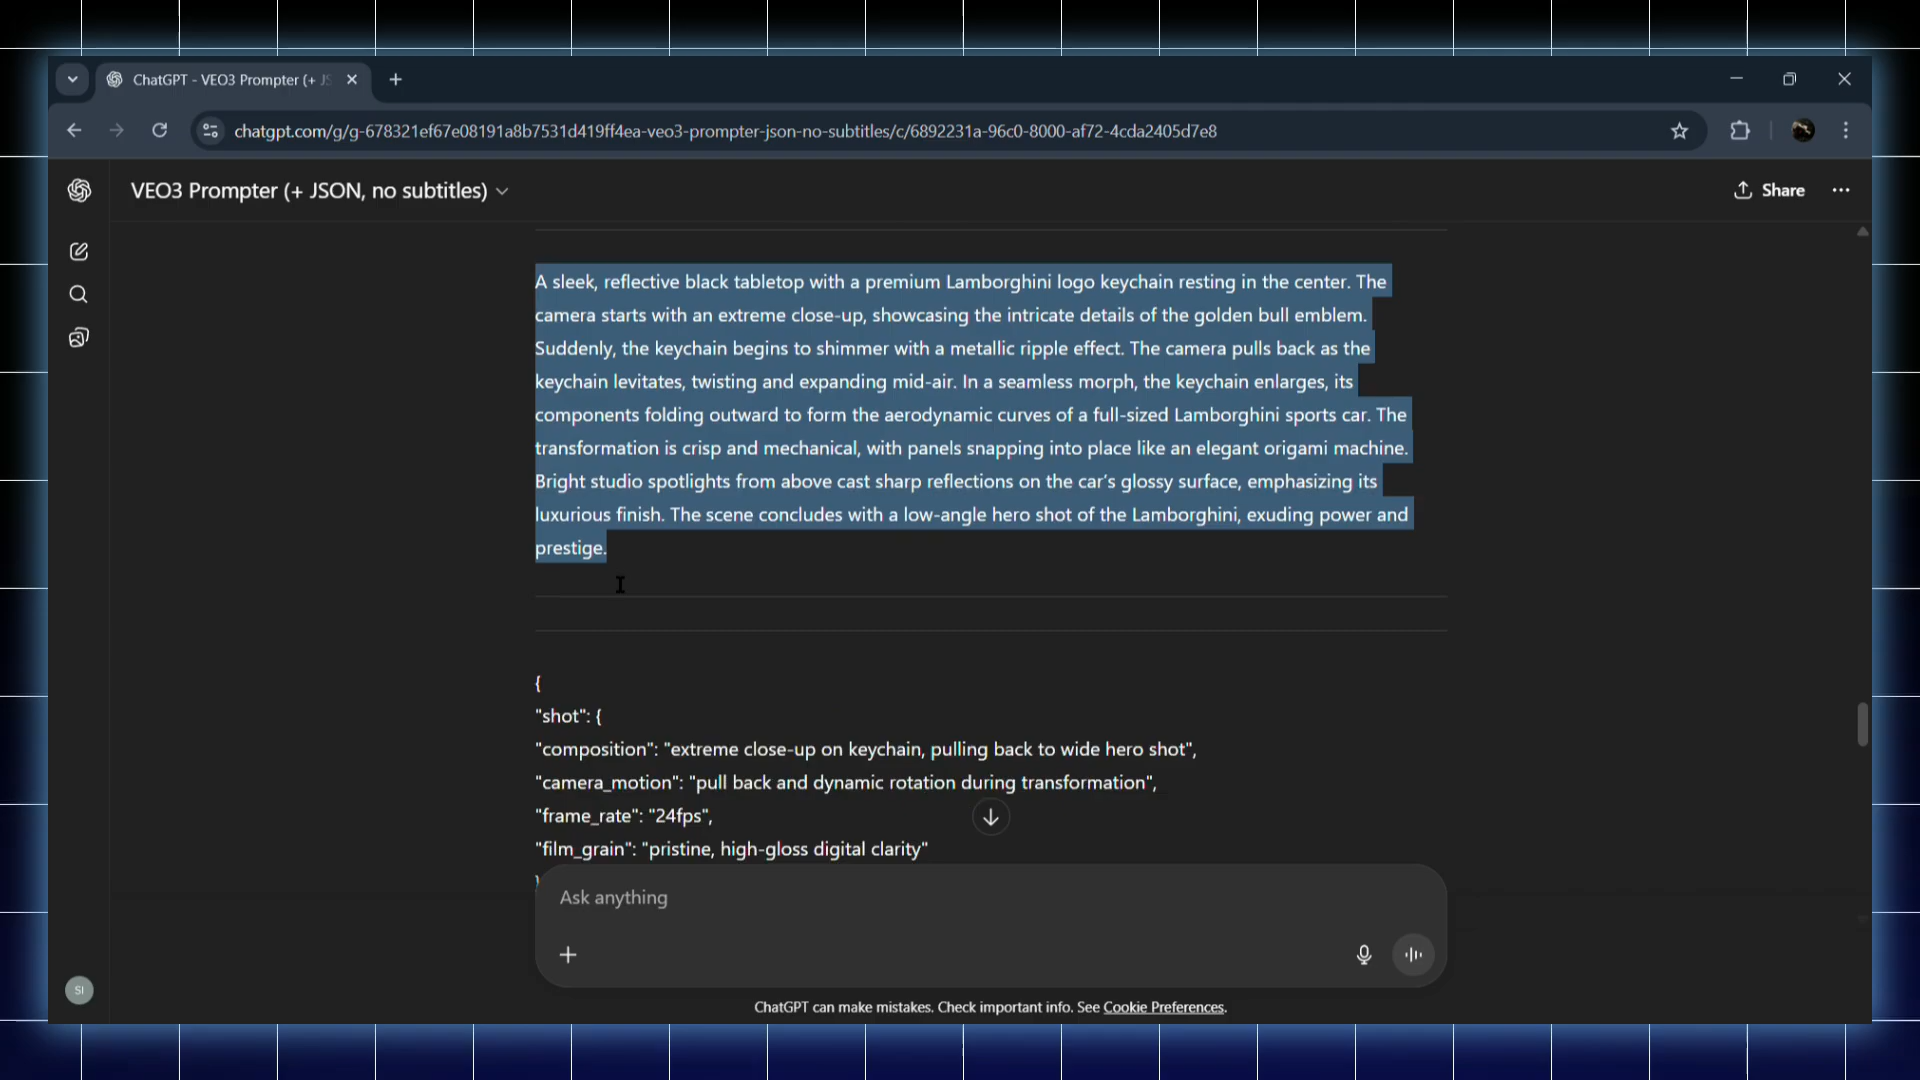 ChatGPT - VEO3 Prompter (+ JS
chatgpt.com/g/g-678321ef67e08191a8b7531d419ff4ea-veo3-prompter-json-no-subtitles/c/6892231a-96c0-8000-af72-4cda2405d7e8
VEO3 Prompter (+ JSON, no subtitles)
Share
A sleek, reflective black tabletop with a premium Lamborghini logo keychain resting in the center. The
camera starts with an extreme close-up, showcasing the intricate details of the golden bull emblem.
Suddenly, the keychain begins to shimmer with a metallic ripple effect. The camera pulls back as the
keychain levitates, twisting and expanding mid-air. In a seamless morph, the keychain enlarges, its
components folding outward to form the aerodynamic curves of a full-sized Lamborghini sports car. The
transformation is crisp and mechanical, with panels snapping into place like an elegant origami machine.
Bright studio spotlights from above cast sharp reflections on the car's glossy surface, emphasizing its
luxurious finish. The scene concludes with a low-angle hero shot of the Lamborghini, exuding power and
prestige.
{
"shot": {
"composition": "extreme close-up on keychain, pulling back to wide hero shot",
"camera_motion": "pull back and dynamic rotation during transformation",
"frame_rate": "24fps",
"film_grain": "pristine, high-gloss digital clarity"
}
Ask anything
SI
ChatGPT can make mistakes. Check important info. See Cookie Preferences.